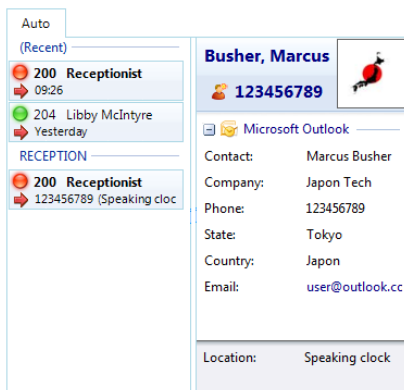 Auto
(Recent)
200 Receptionist
09:26
204 Libby McIntyre
Yesterday
RECEPTION
200 Receptionist
123456789 (Speaking cloc
Busher, Marcus
123456789
Microsoft Outlook
Contact: Marcus Busher
Company: Japon Tech
Phone: 123456789
State: Tokyo
Country: Japon
Email: user@outlook.cc
Location: Speaking clock